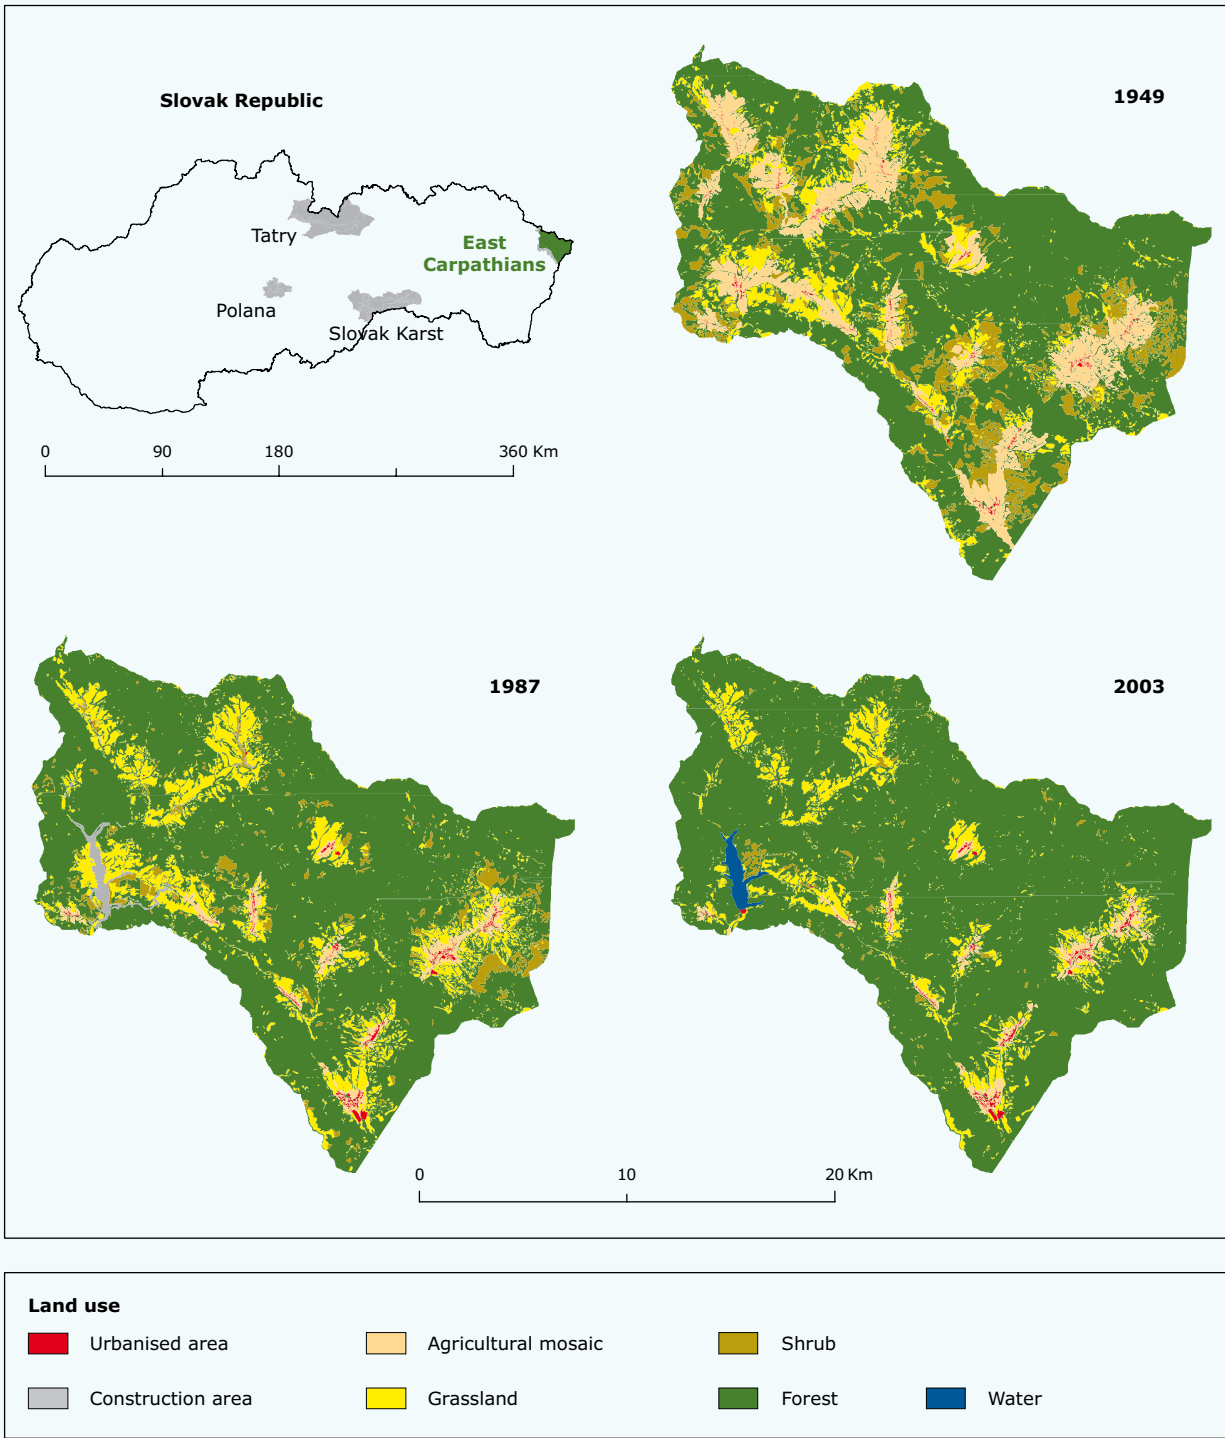 Slovak Republic
1949
Tatry
East
Carpathians
Polana
Slovak Karst
0 90 180 360 Km
1987
2003
0 10 20 Km
Land use
Urbanised area
Agricultural mosaic
Shrub
Construction area
Grassland
Forest
Water